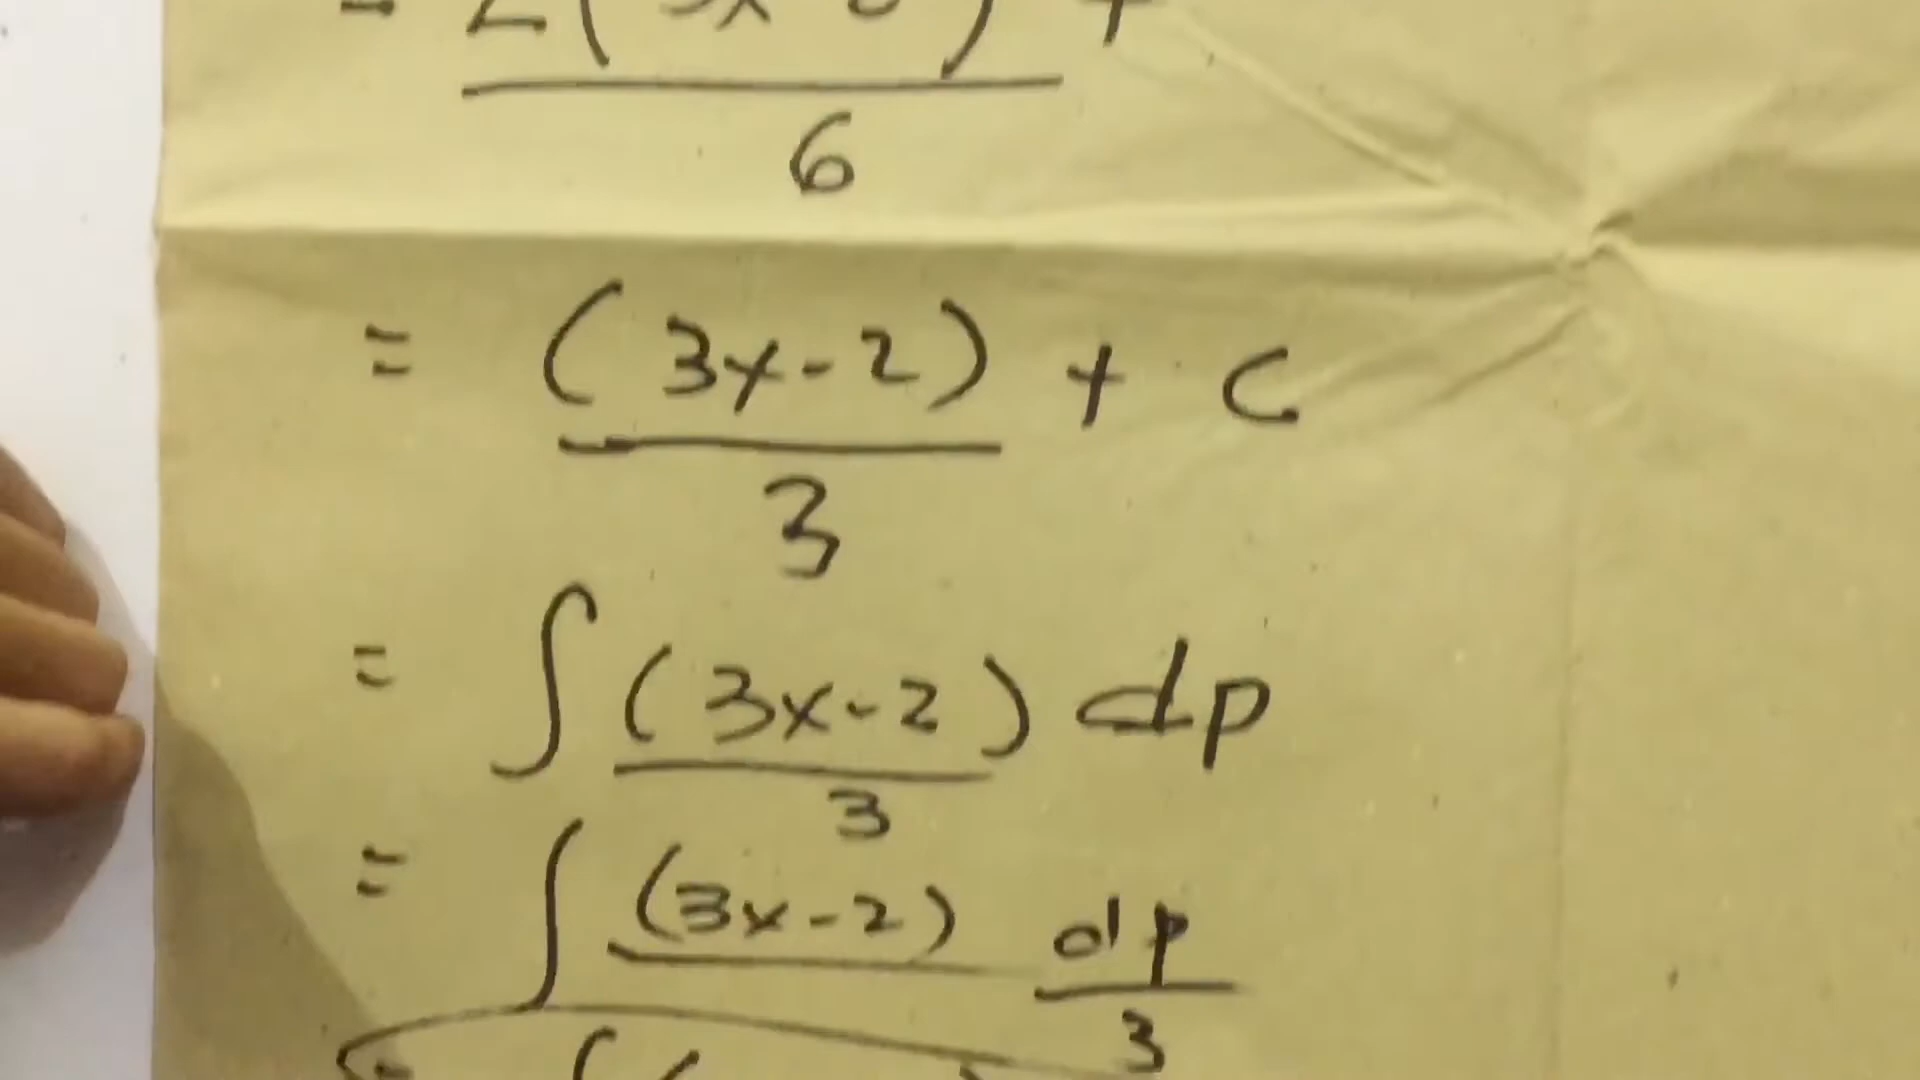 6
= (3x-2) + C
3
= ∫ (3x-2) dp
3
= ∫ (3x-2) dp
3